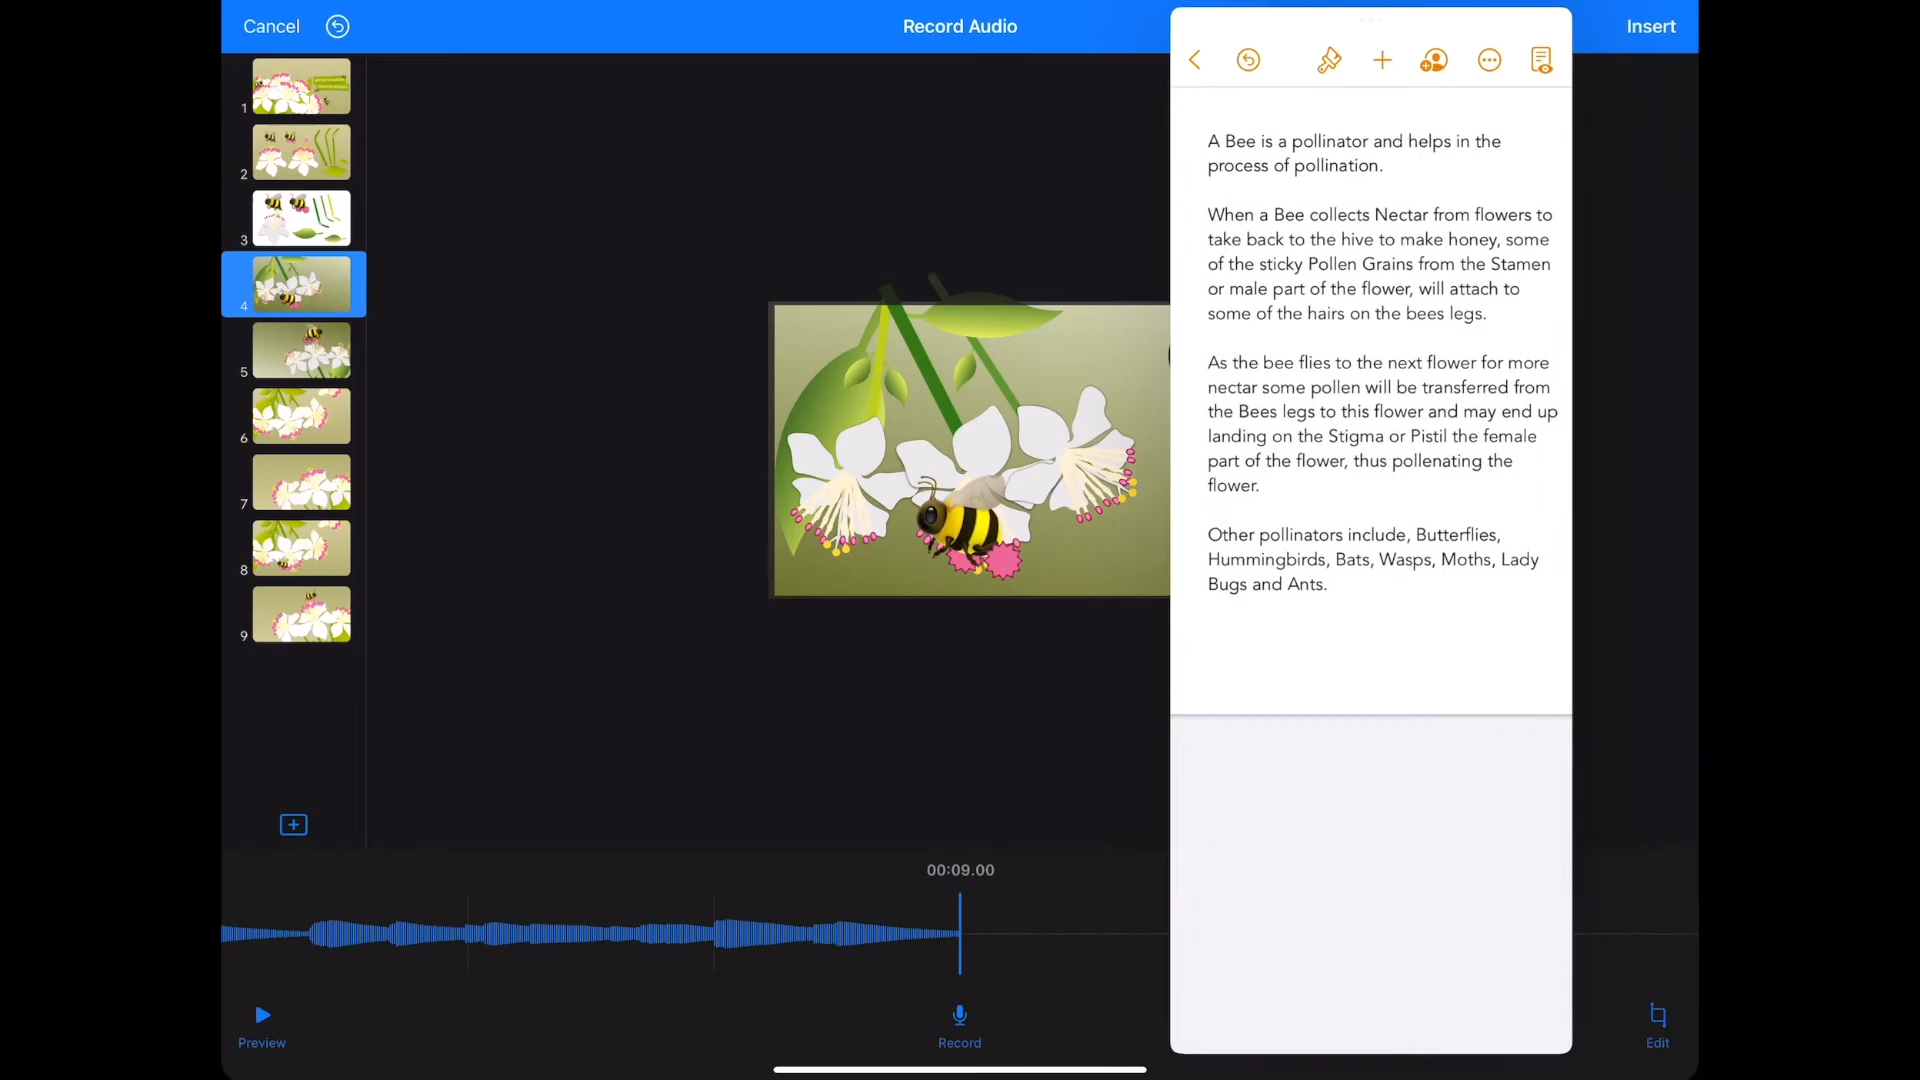 Cancel
Record Audio
Insert
1
2
3
4
5
6
7
8
9
A Bee is a pollinator and helps in the
process of pollination.
When a Bee collects Nectar from flowers to
take back to the hive to make honey, some
of the sticky Pollen Grains from the Stamen
or male part of the flower, will attach to
some of the hairs on the bees legs.
As the bee flies to the next flower for more
nectar some pollen will be transferred from
the Bees legs to this flower and may end up
landing on the Stigma or Pistil the female
part of the flower, thus pollenating the
flower.
Other pollinators include, Butterflies,
Hummingbirds, Bats, Wasps, Moths, Lady
Bugs and Ants.
00:09.00
Preview
Record
Edit